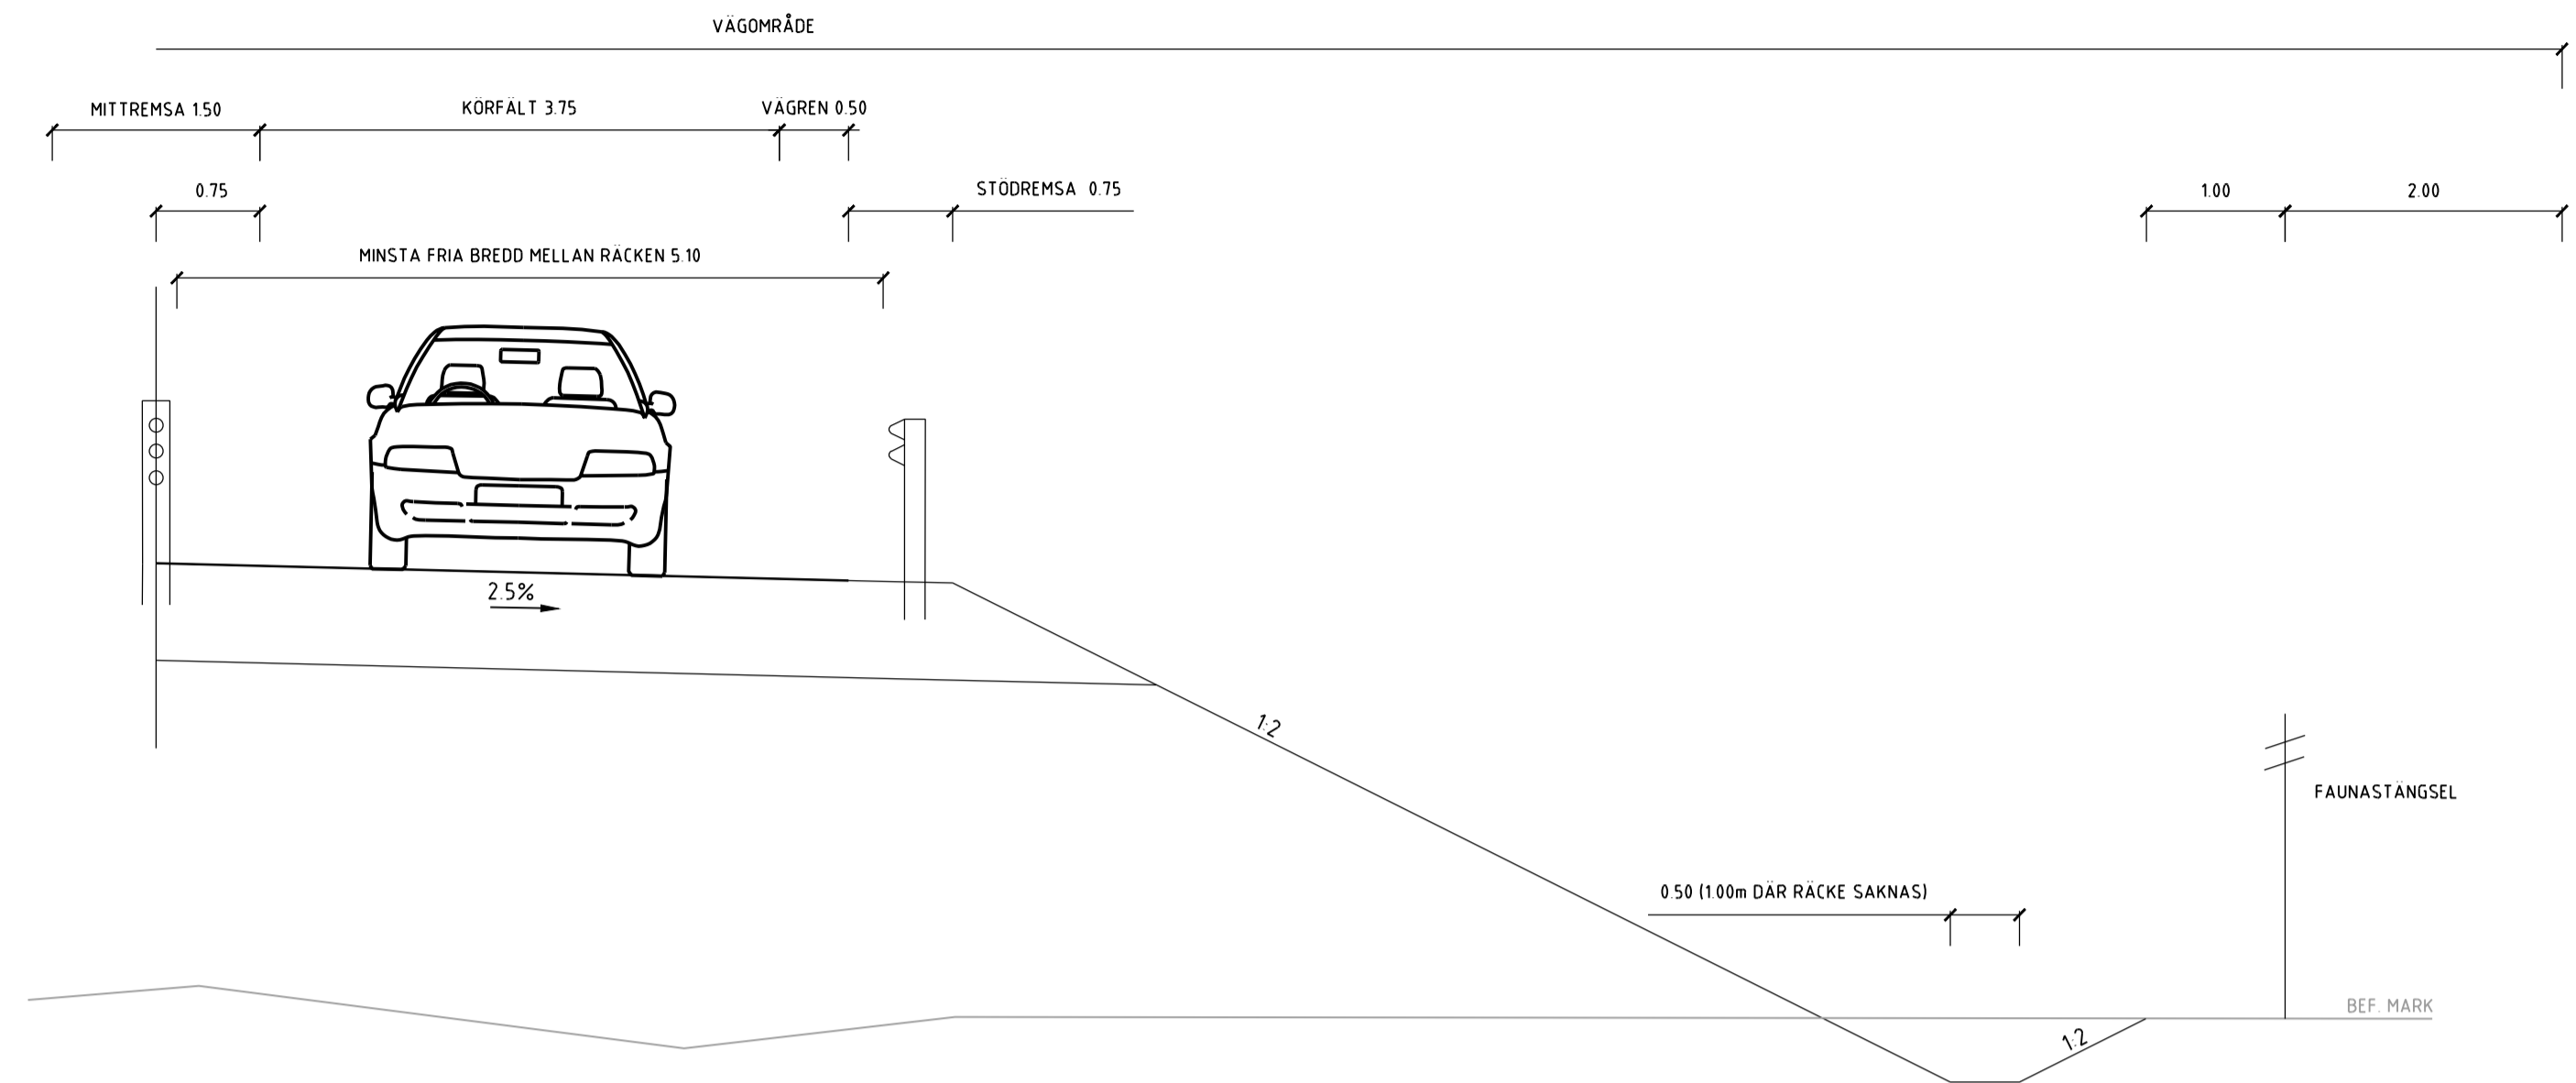 VÄGOMRÅDE
MITTREMSA 1.50
KÖRFÄLT 3.75
VÄGREN 0.50
0.75
STÖDREMSA 0.75
1.00
2.00
MINSTA FRIA BREDD MELLAN RÄCKEN 5.10
2.5%
1:2
FAUNASTÄNGSEL
0.50 (1.00m DÄR RÄCKE SAKNAS)
BEF. MARK
1:2